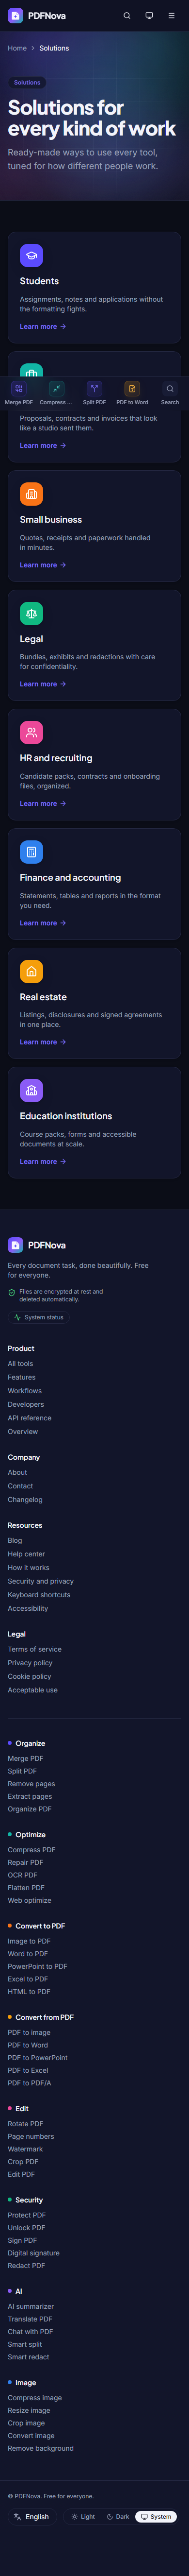 PDFNova
Home > Solutions
Solutions
Solutions for
every kind of work
Ready-made ways to use every tool,
tuned for how different people work.
Students
Assignments, notes and applications without
the formatting fights.
Learn more →
Merge PDF
Compress ...
Split PDF
PDF to Word
Search
Proposals, contracts and invoices that look
like a studio sent them.
Learn more →
Small business
Quotes, receipts and paperwork handled
in minutes.
Learn more →
Legal
Bundles, exhibits and redactions with care
for confidentiality.
Learn more →
HR and recruiting
Candidate packs, contracts and onboarding
files, organized.
Learn more →
Finance and accounting
Statements, tables and reports in the format
you need.
Learn more →
Real estate
Listings, disclosures and signed agreements
in one place.
Learn more →
Education institutions
Course packs, forms and accessible
documents at scale.
Learn more →
PDFNova
Every document task, done beautifully. Free
for everyone.
Files are encrypted at rest and
deleted automatically.
System status
Product
All tools
Features
Workflows
Developers
API reference
Overview
Company
About
Contact
Changelog
Resources
Blog
Help center
How it works
Security and privacy
Keyboard shortcuts
Accessibility
Legal
Terms of service
Privacy policy
Cookie policy
Acceptable use
Organize
Merge PDF
Split PDF
Remove pages
Extract pages
Organize PDF
Optimize
Compress PDF
Repair PDF
OCR PDF
Flatten PDF
Web optimize
Convert to PDF
Image to PDF
Word to PDF
PowerPoint to PDF
Excel to PDF
HTML to PDF
Convert from PDF
PDF to image
PDF to Word
PDF to PowerPoint
PDF to Excel
PDF to PDF/A
Edit
Rotate PDF
Page numbers
Watermark
Crop PDF
Edit PDF
Security
Protect PDF
Unlock PDF
Sign PDF
Digital signature
Redact PDF
AI
AI summarizer
Translate PDF
Chat with PDF
Smart split
Smart redact
Image
Compress image
Resize image
Crop image
Convert image
Remove background
© PDFNova. Free for everyone.
English
Light
Dark
System